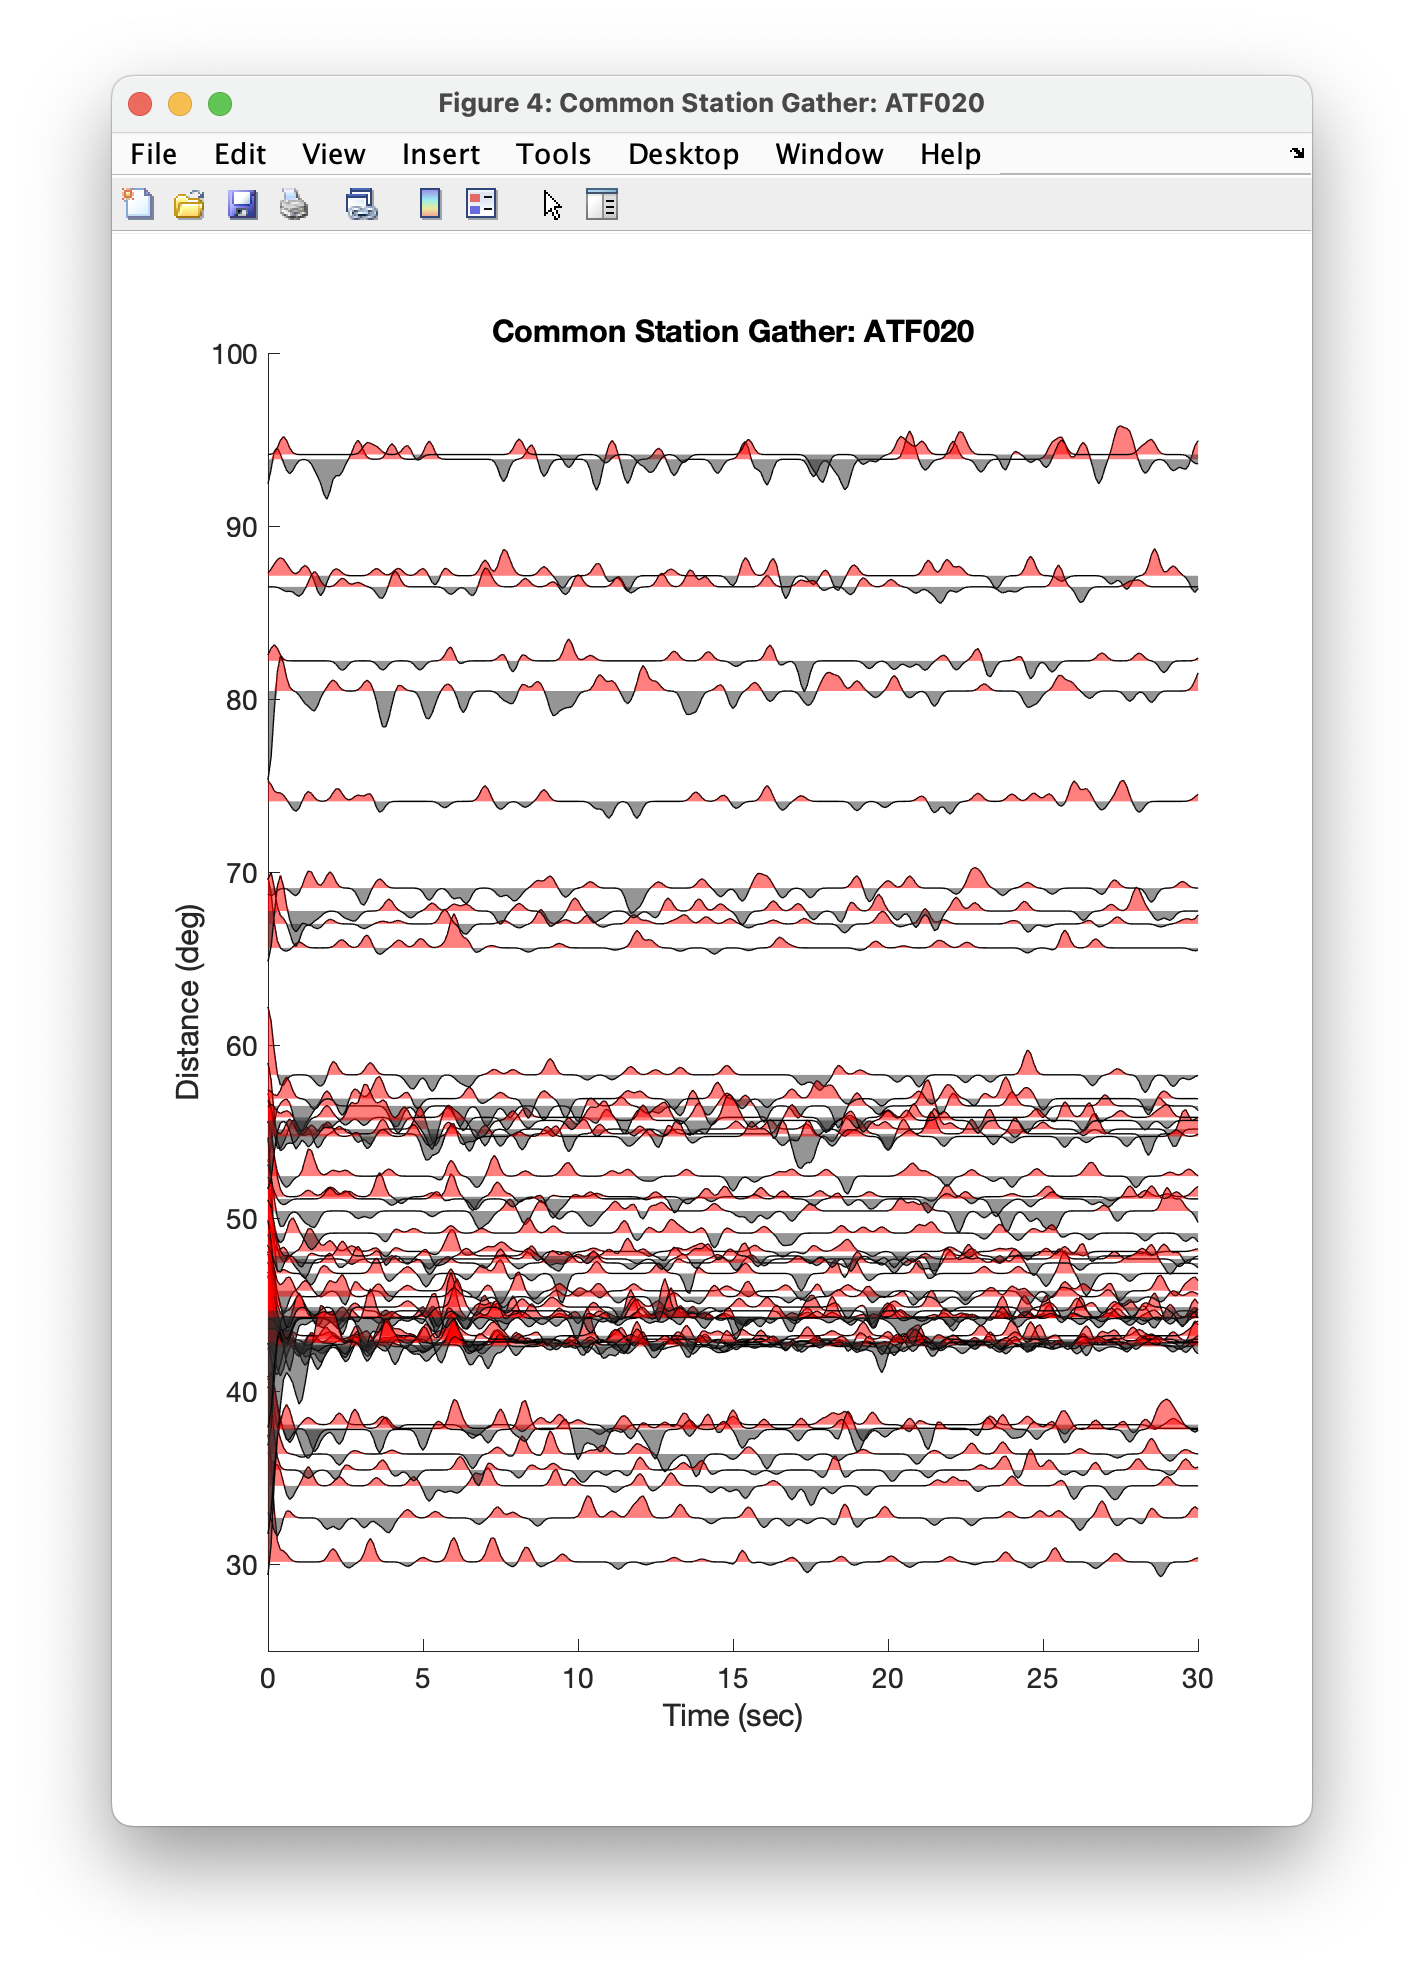 Figure 4: Common Station Gather: ATF020
File Edit View Insert Tools Desktop Window Help
Common Station Gather: ATF020
100
90
80
70
60
50
40
30
Distance (deg)
0 5 10 15 20 25 30
Time (sec)